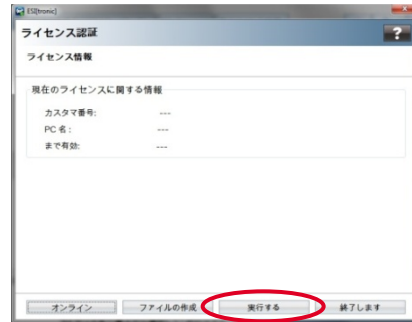 ESI[tronic]
ライセンス認証
?
ライセンス情報
現在のライセンスに関する情報
カスタマ番号: ---
PC 名: ---
まで有効: ---
オンライン ファイルの作成 実行する 終了します